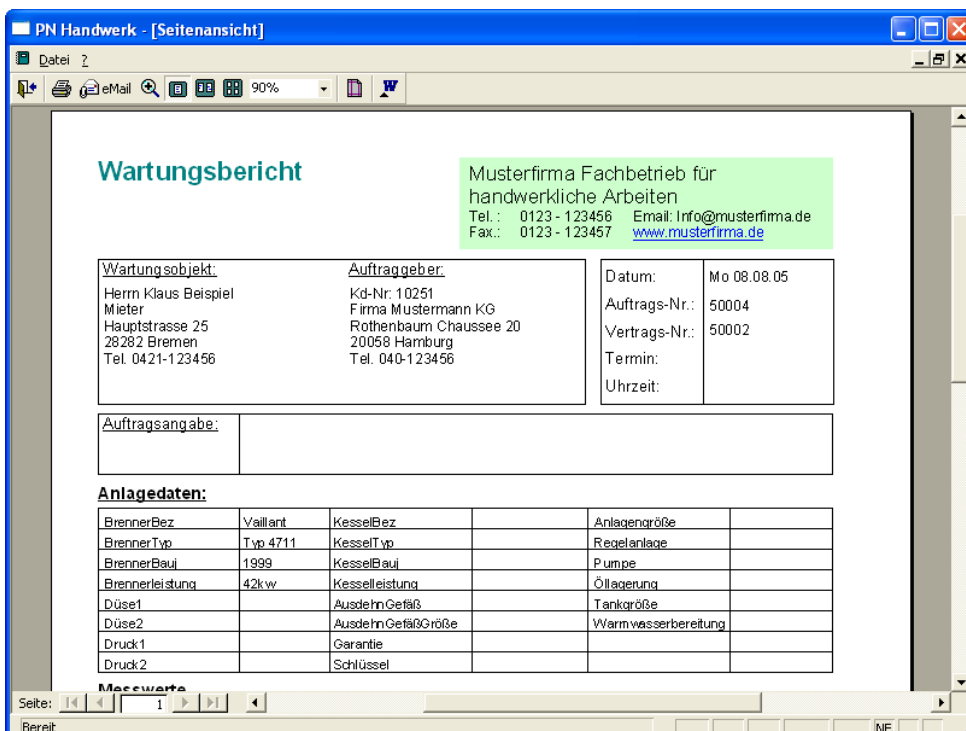 PN Handwerk - [Seitenansicht]
Datei ?
eMail 90% W
Wartungsbericht
Musterfirma Fachbetrieb für
handwerkliche Arbeiten
Tel.: 0123 - 123456 Email: Info@musterfirma.de
Fax.: 0123 - 123457 www.musterfirma.de
Wartungsobjekt:
Herrn Klaus Beispiel
Mieter
Hauptstrasse 25
28282 Bremen
Tel. 0421-123456
Auftraggeber:
Kd-Nr: 10251
Firma Mustermann KG
Rothenbaum Chaussee 20
20058 Hamburg
Tel. 040-123456
Datum: Mo 08.08.05
Auftrags-Nr.: 50004
Vertrags-Nr.: 50002
Termin:
Uhrzeit:
Auftragsangabe:
Anlagedaten:
BrennerBez Vaillant KesselBez Anlagengröße
BrennerTyp Typ 4711 KesselTyp Regelanlage
BrennerBauj 1999 KesselBauj Pumpe
Brennerleistung 42kw Kesselleistung Öllagerung
Düse1 AusdehnGefäß Tankgröße
Düse2 AusdehnGefäßGröße Warmwasserbereitung
Druck1 Garantie
Druck2 Schlüssel
Messwerte
Seite: 1
Bereit NF